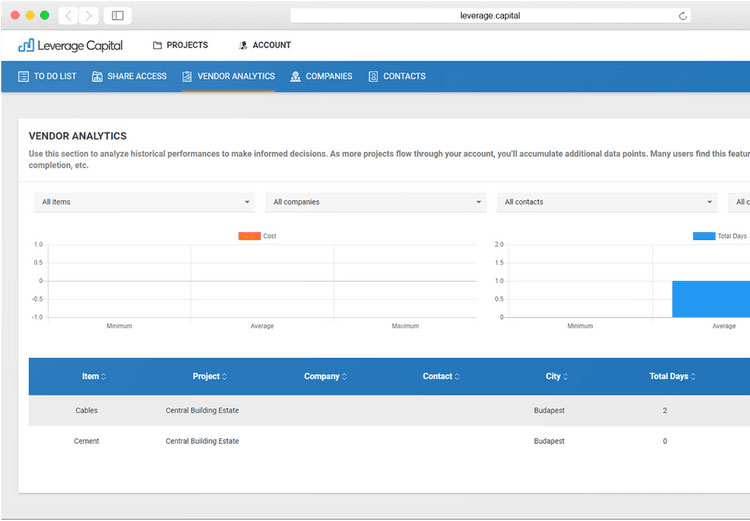 leverage.capital
Leverage Capital PROJECTS ACCOUNT
TO DO LIST SHARE ACCESS VENDOR ANALYTICS COMPANIES CONTACTS
VENDOR ANALYTICS
Use this section to analyze historical performances to make informed decisions. As more projects flow through your account, you'll accumulate additional data points. Many users find this featur
completion, etc.
All items All companies All contacts All c
Cost Total Days
1.0 2.0
0.5 1.5
0 1.0
-0.5 0.5
-1.0 0
Minimum Average Maximum Minimum Average
Item Project Company Contact City Total Days
Cables Central Building Estate Budapest 2
Cement Central Building Estate Budapest 0